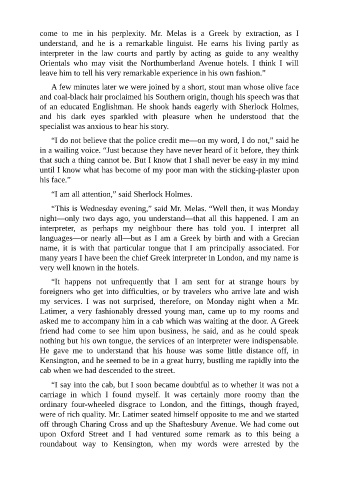 come to me in his perplexity. Mr. Melas is a Greek by extraction, as I
understand, and he is a remarkable linguist. He earns his living partly as
interpreter in the law courts and partly by acting as guide to any wealthy
Orientals who may visit the Northumberland Avenue hotels. I think I will
leave him to tell his very remarkable experience in his own fashion.”
A few minutes later we were joined by a short, stout man whose olive face
and coal-black hair proclaimed his Southern origin, though his speech was that
of an educated Englishman. He shook hands eagerly with Sherlock Holmes,
and his dark eyes sparkled with pleasure when he understood that the
specialist was anxious to hear his story.
“I do not believe that the police credit me—on my word, I do not,” said he
in a wailing voice. “Just because they have never heard of it before, they think
that such a thing cannot be. But I know that I shall never be easy in my mind
until I know what has become of my poor man with the sticking-plaster upon
his face.”
“I am all attention,” said Sherlock Holmes.
“This is Wednesday evening,” said Mr. Melas. “Well then, it was Monday
night—only two days ago, you understand—that all this happened. I am an
interpreter, as perhaps my neighbour there has told you. I interpret all
languages—or nearly all—but as I am a Greek by birth and with a Grecian
name, it is with that particular tongue that I am principally associated. For
many years I have been the chief Greek interpreter in London, and my name is
very well known in the hotels.
“It happens not unfrequently that I am sent for at strange hours by
foreigners who get into difficulties, or by travelers who arrive late and wish
my services. I was not surprised, therefore, on Monday night when a Mr.
Latimer, a very fashionably dressed young man, came up to my rooms and
asked me to accompany him in a cab which was waiting at the door. A Greek
friend had come to see him upon business, he said, and as he could speak
nothing but his own tongue, the services of an interpreter were indispensable.
He gave me to understand that his house was some little distance off, in
Kensington, and he seemed to be in a great hurry, bustling me rapidly into the
cab when we had descended to the street.
“I say into the cab, but I soon became doubtful as to whether it was not a
carriage in which I found myself. It was certainly more roomy than the
ordinary four-wheeled disgrace to London, and the fittings, though frayed,
were of rich quality. Mr. Latimer seated himself opposite to me and we started
off through Charing Cross and up the Shaftesbury Avenue. We had come out
upon Oxford Street and I had ventured some remark as to this being a
roundabout way to Kensington, when my words were arrested by the